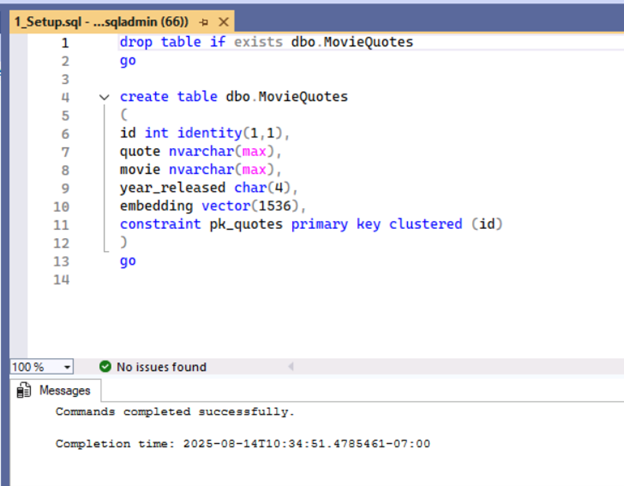 1_Setup.sql - ...sqladmin (66))
1 drop table if exists dbo.MovieQuotes
2 go
3
4 create table dbo.MovieQuotes
5 (
6 id int identity(1,1),
7 quote nvarchar(max),
8 movie nvarchar(max),
9 year_released char(4),
10 embedding vector(1536),
11 constraint pk_quotes primary key clustered (id)
12 )
13 go
14
100 % No issues found
Messages
Commands completed successfully.
Completion time: 2025-08-14T10:34:51.4785461-07:00